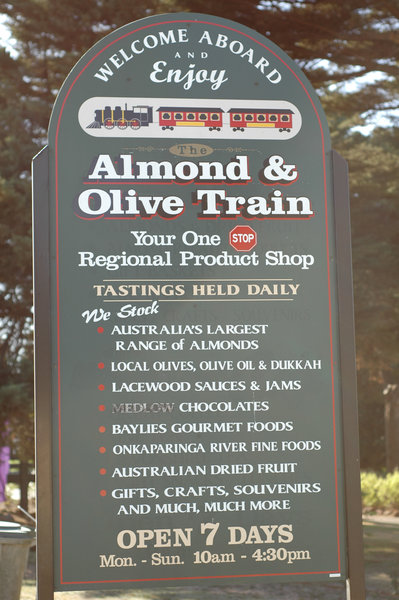 WELCOME ABOARD
AND
Enjoy
The
Almond &
Olive Train
Your One STOP
Regional Product Shop
TASTINGS HELD DAILY
We Stock
AUSTRALIA'S LARGEST
RANGE of ALMONDS
LOCAL OLIVES, OLIVE OIL & DUKKAH
LACEWOOD SAUCES & JAMS
MEDLOW CHOCOLATES
BAYLIES GOURMET FOODS
ONKAPARINGA RIVER FINE FOODS
AUSTRALIAN DRIED FRUIT
GIFTS, CRAFTS, SOUVENIRS
AND MUCH, MUCH MORE
OPEN 7 DAYS
Mon. - Sun. 10am - 4:30pm